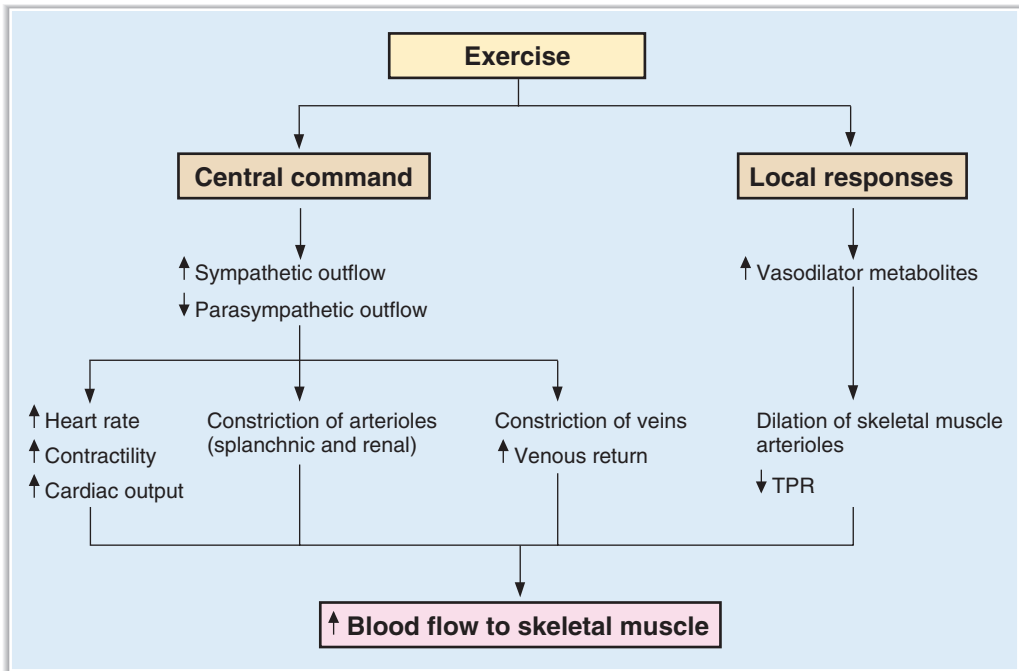 Exercise
Central command
Local responses
↑ Sympathetic outflow
↓ Parasympathetic outflow
↑ Vasodilator metabolites
↑ Heart rate
↑ Contractility
↑ Cardiac output
Constriction of arterioles
(splanchnic and renal)
Constriction of veins
↑ Venous return
Dilation of skeletal muscle
arterioles
↓ TPR
↑ Blood flow to skeletal muscle